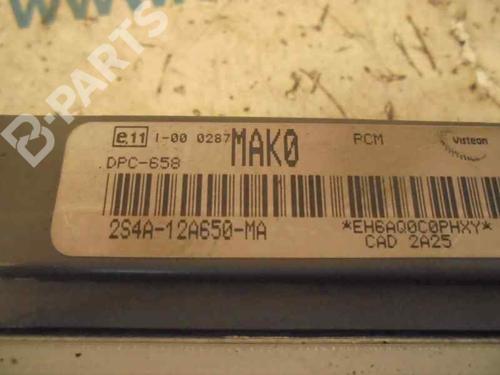 B-PARTS
e11 I-00 0287 MAK0 PCM Visteon
DPC-658
2S4A-12A650-MA *EH6AQ0C0PHXY*
CAD 2A25